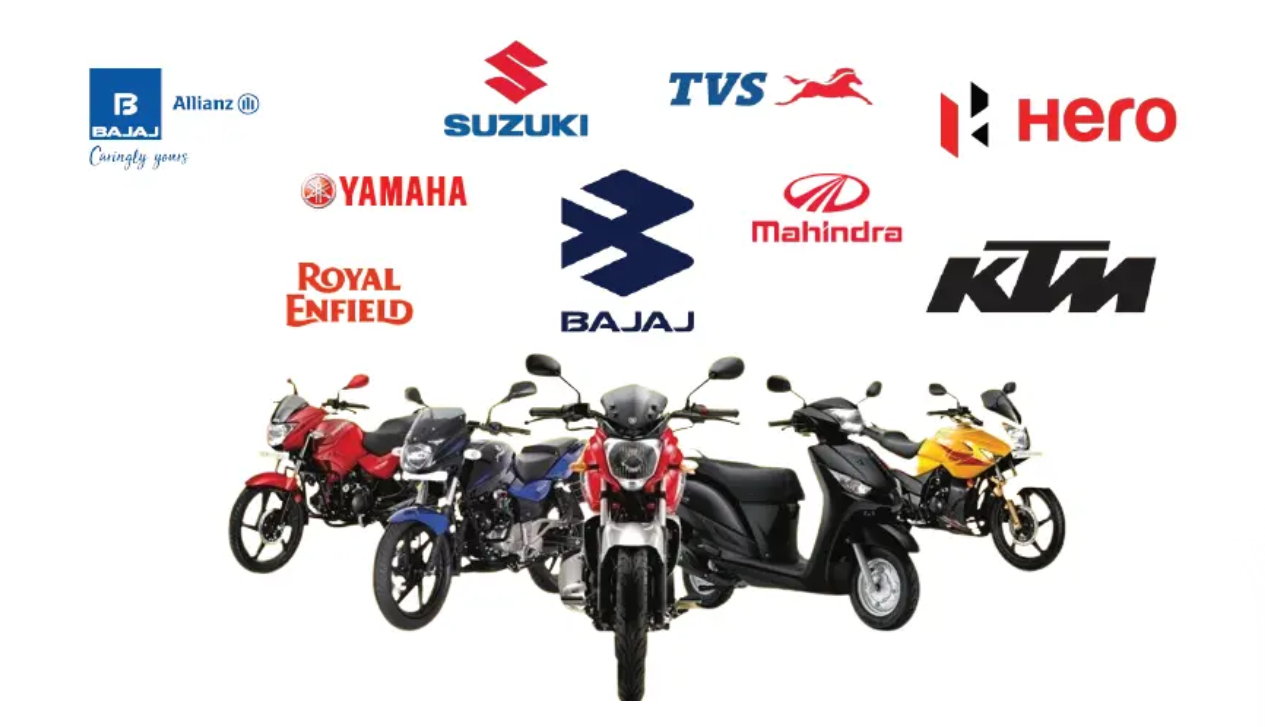 SUZUKI
TVS
B
Allianz
BAJAJ
Caringly yours
Hero
YAMAHA
Mahindra
BAJAJ
ROYAL
ENFIELD
KTM